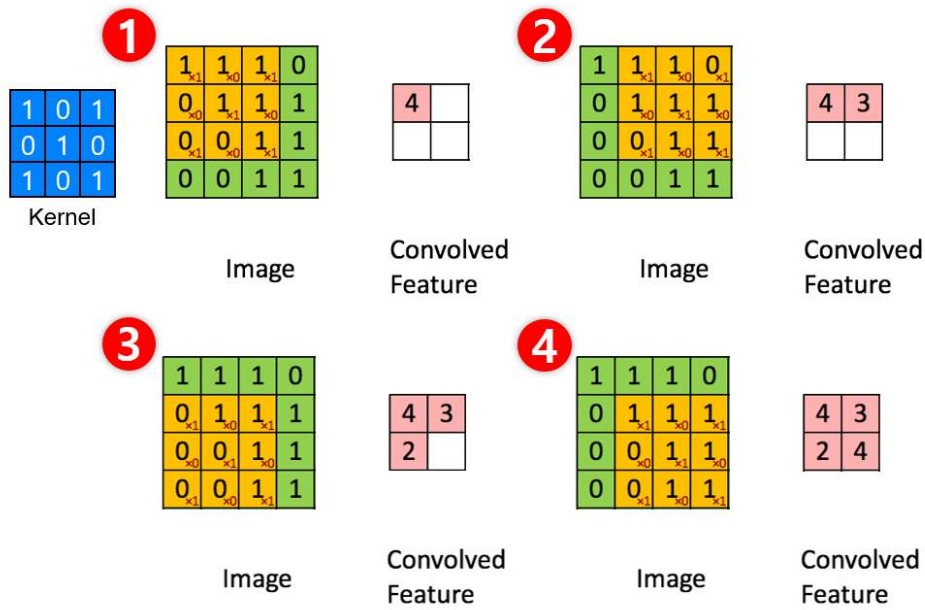 1
2
1 0 1
0 1 0
1 0 1
Kernel
1×1 1×0 1×1 0
0×0 1×1 1×0 1
0×1 0×0 1×1 1
0 0 1 1
4
Image
Convolved
Feature
1 1×1 1×0 0×1
0 1×0 1×1 1×0
0 0×1 1×0 1×1
0 0 1 1
4 3
Image
Convolved
Feature
3
4
1 1 1 0
0×1 1×0 1×1 1
0×0 0×1 1×0 1
0×1 0×0 1×1 1
4 3
2
Image
Convolved
Feature
1 1 1 0
0 1×1 1×0 1×1
0 0×0 1×1 1×0
0 0×1 1×0 1×1
4 3
2 4
Image
Convolved
Feature